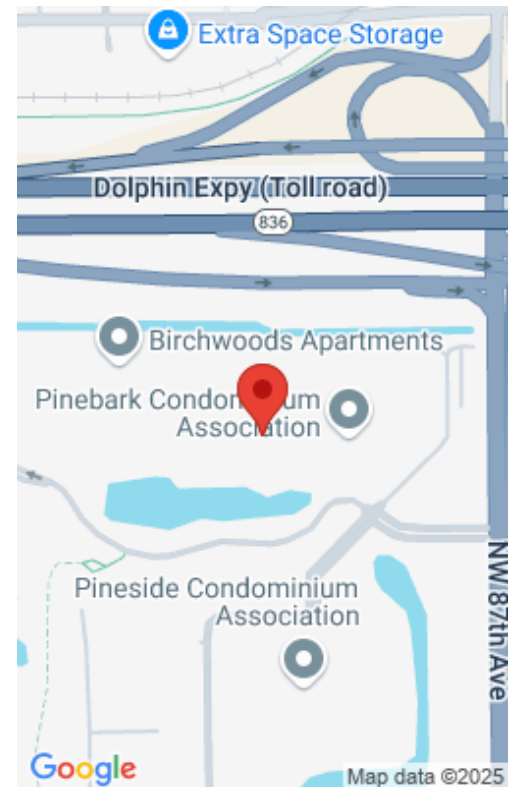 Extra Space Storage
Dolphin Expy (Toll road)
836
Birchwoods Apartments
Pinebark Condominium
Association
NW 87th Ave
Pineside Condominium
Association
Google
Map data ©2025